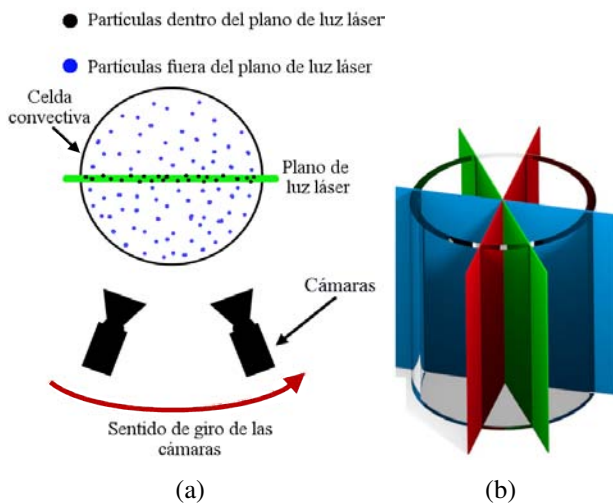 Partículas dentro del plano de luz láser
Partículas fuera del plano de luz láser
Celda
convectiva
Plano de
luz láser
Cámaras
Sentido de giro de las
cámaras
(a)
(b)